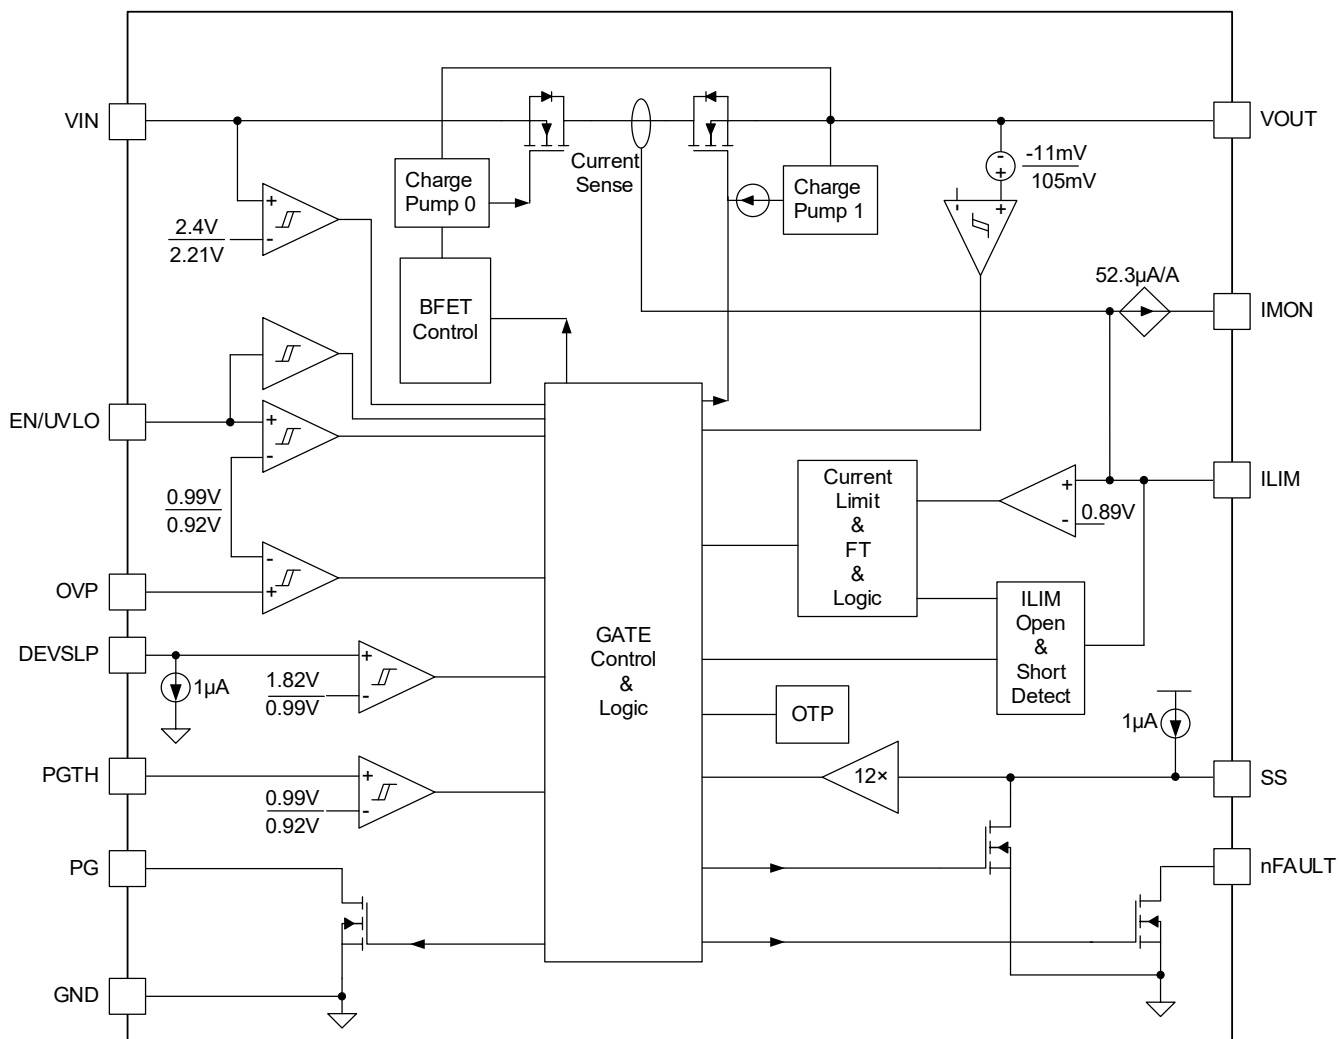 VIN
VOUT
Current
Sense
Charge
Pump 0
Charge
Pump 1
-
+
-11mV
105mV
-
+
+
-
2.4V
2.21V
52.3µA/A
IMON
BFET
Control
EN/UVLO
+
-
0.99V
0.92V
-
+
OVP
ILIM
+
-
0.89V
Current
Limit
&
FT
&
Logic
ILIM
Open
&
Short
Detect
GATE
Control
&
Logic
DEVSLP
1µA
+
-
1.82V
0.99V
OTP
1µA
PGTH
+
-
0.99V
0.92V
12×
SS
PG
nFAULT
GND